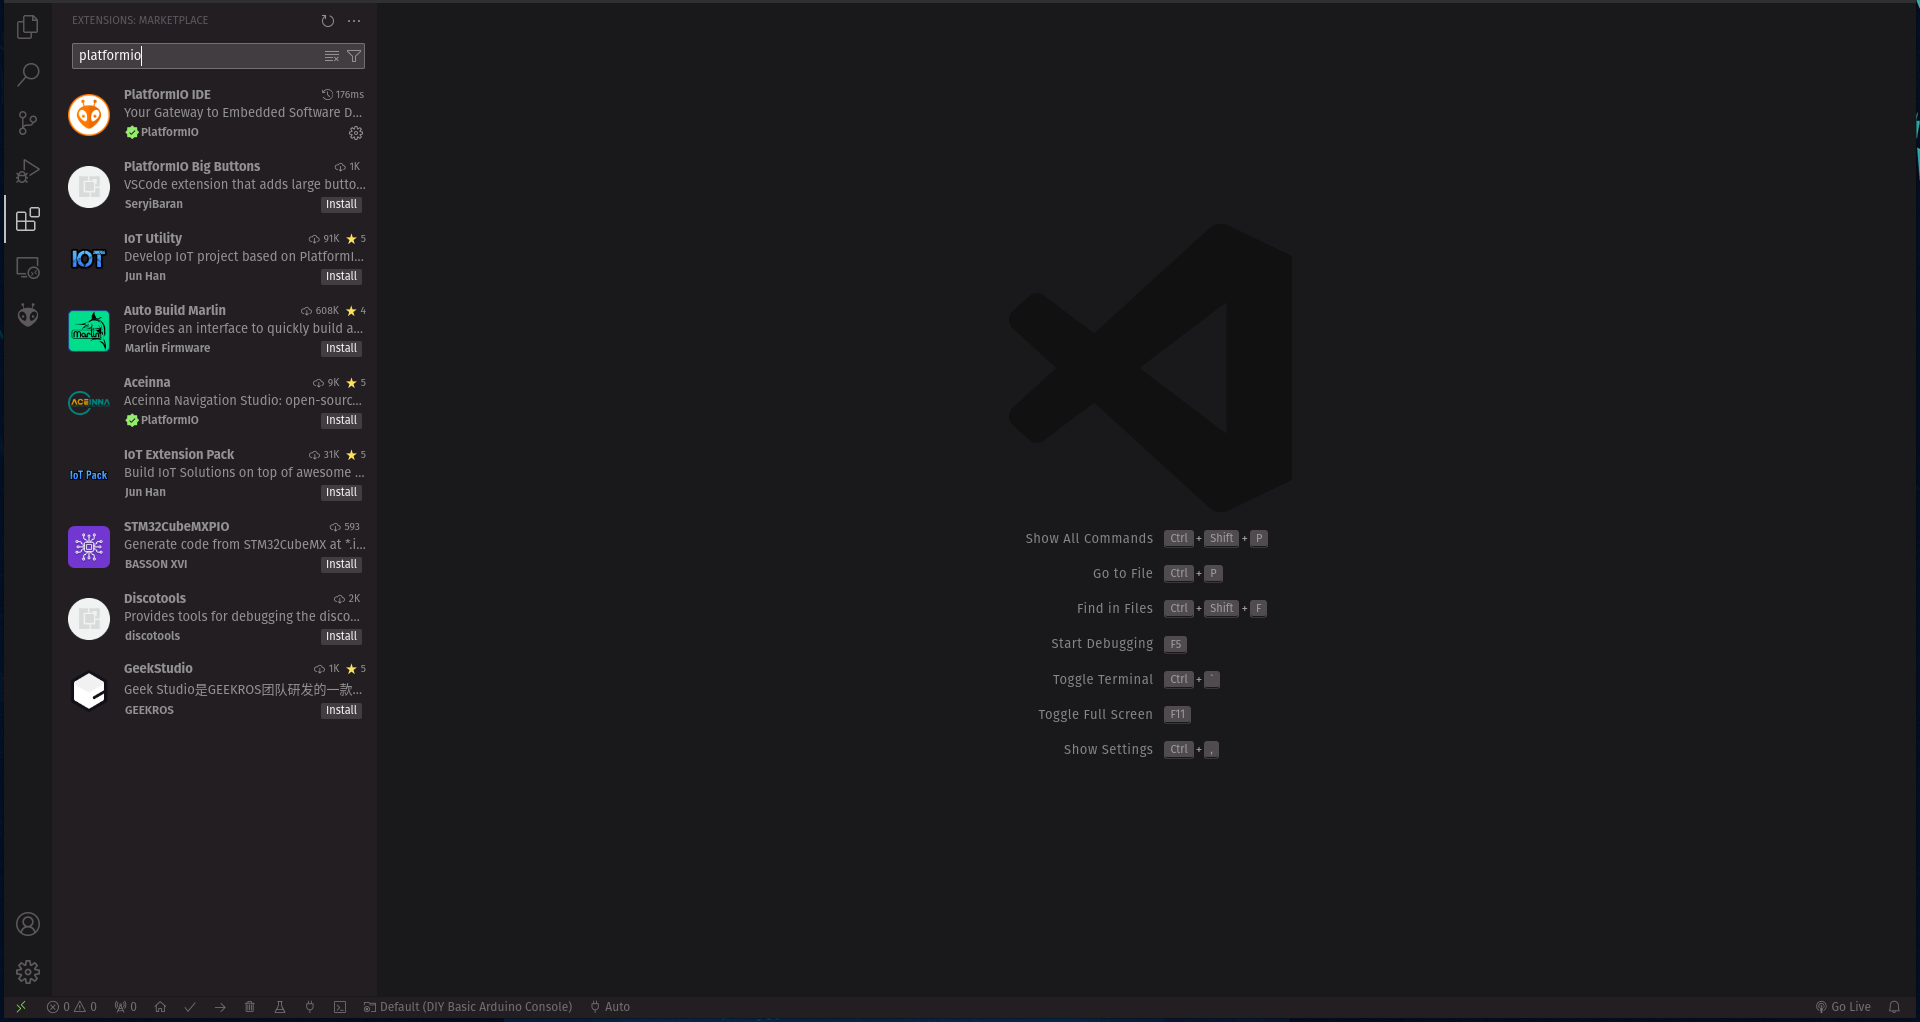 EXTENSIONS: MARKETPLACE
platformio
PlatformIO IDE 176ms
Your Gateway to Embedded Software D...
PlatformIO
PlatformIO Big Buttons 1K
VSCode extension that adds large butto...
SeryiBaran Install
IOT
IoT Utility 91K 5
Develop IoT project based on PlatformI...
Jun Han Install
Marlin
Auto Build Marlin 608K 4
Provides an interface to quickly build a...
Marlin Firmware Install
ACEINNA
Aceinna 9K 5
Aceinna Navigation Studio: open-sourc...
PlatformIO Install
IoT Pack
IoT Extension Pack 31K 5
Build IoT Solutions on top of awesome ...
Jun Han Install
STM32CubeMXPIO 593
Generate code from STM32CubeMX at *.i...
BASSON XVI Install
Discotools 2K
Provides tools for debugging the disco...
discotools Install
GeekStudio 1K 5
Geek Studio是GEEKROS团队研发的一款...
GEEKROS Install
Show All Commands Ctrl + Shift + P
Go to File Ctrl + P
Find in Files Ctrl + Shift + F
Start Debugging F5
Toggle Terminal Ctrl + `
Toggle Full Screen F11
Show Settings Ctrl + ,
0 0 0 Default (DIY Basic Arduino Console) Auto Go Live